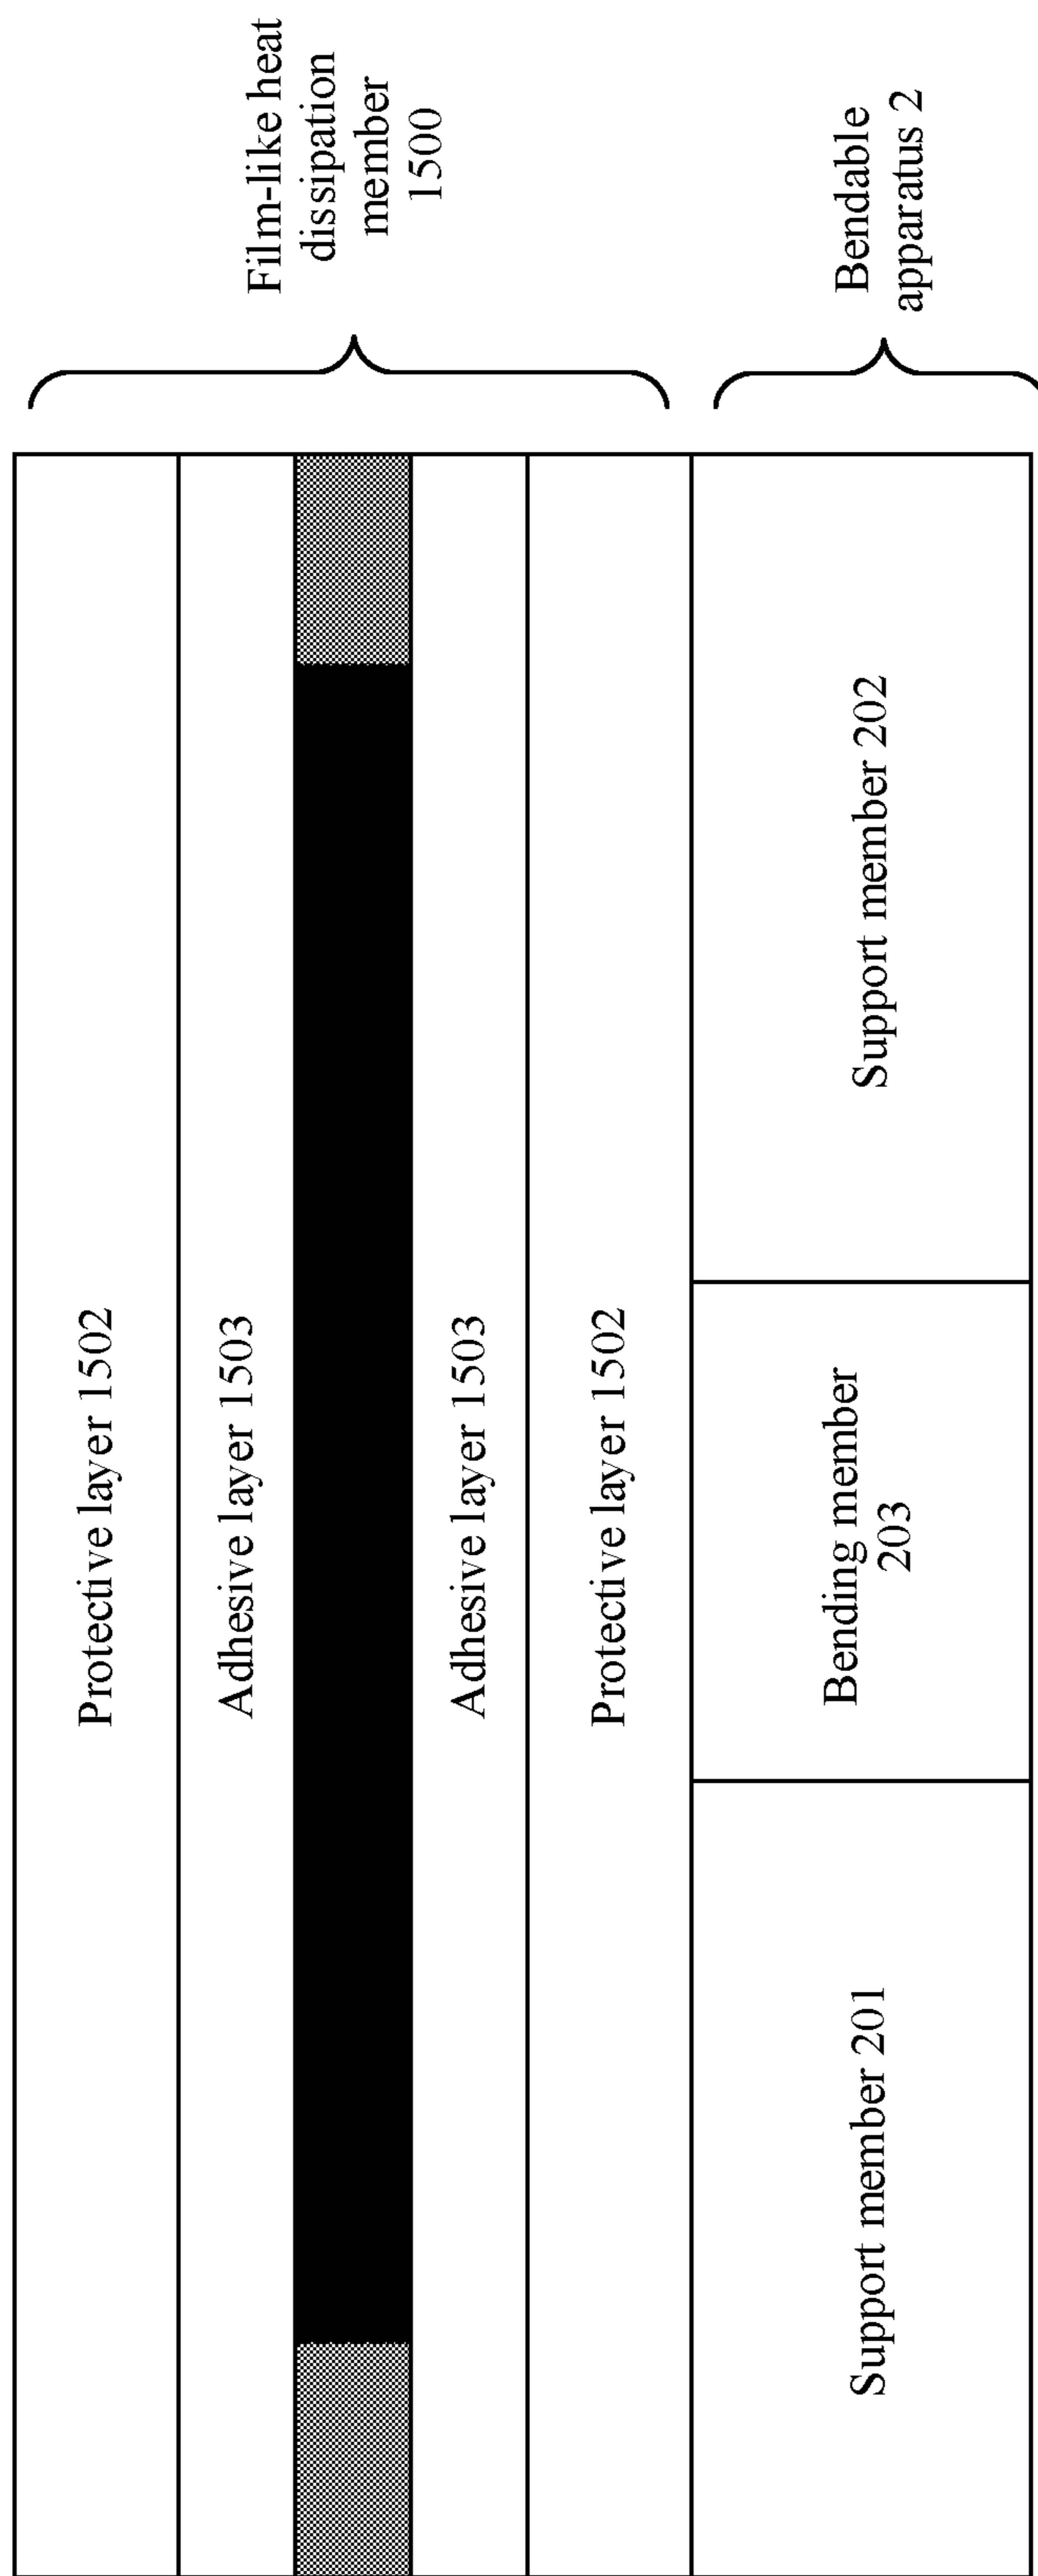 Protective layer 1502
Adhesive layer 1503
Adhesive layer 1503
Protective layer 1502
Film-like heat
dissipation
member
1500
Support member 201
Bending member
203
Support member 202
Bendable
apparatus 2